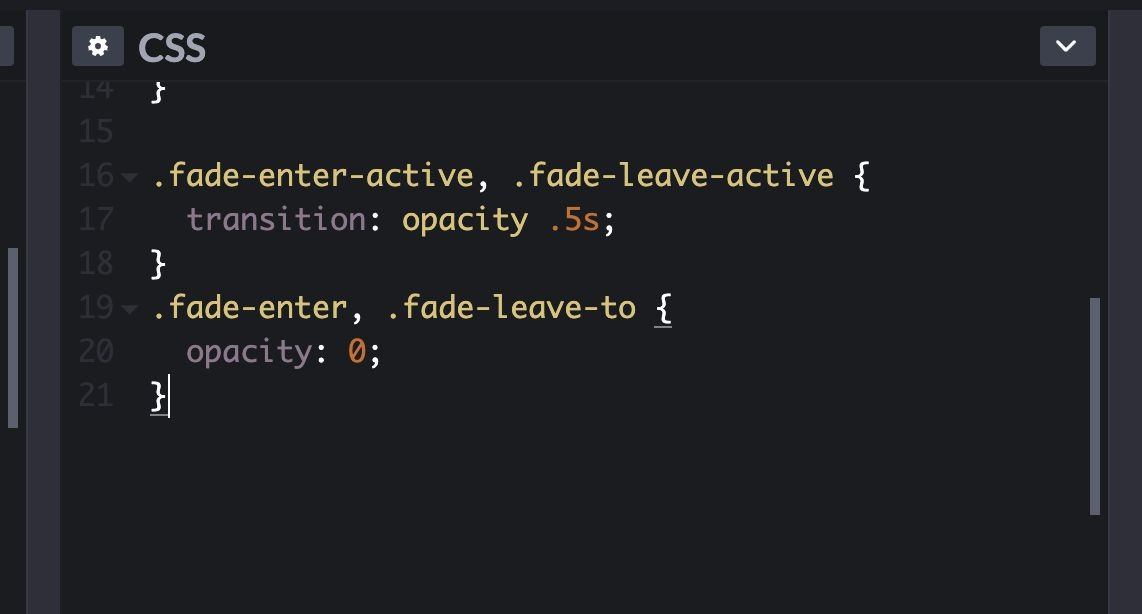 CSS
14 }
15
16 .fade-enter-active, .fade-leave-active {
17 transition: opacity .5s;
18 }
19 .fade-enter, .fade-leave-to {
20 opacity: 0;
21 }